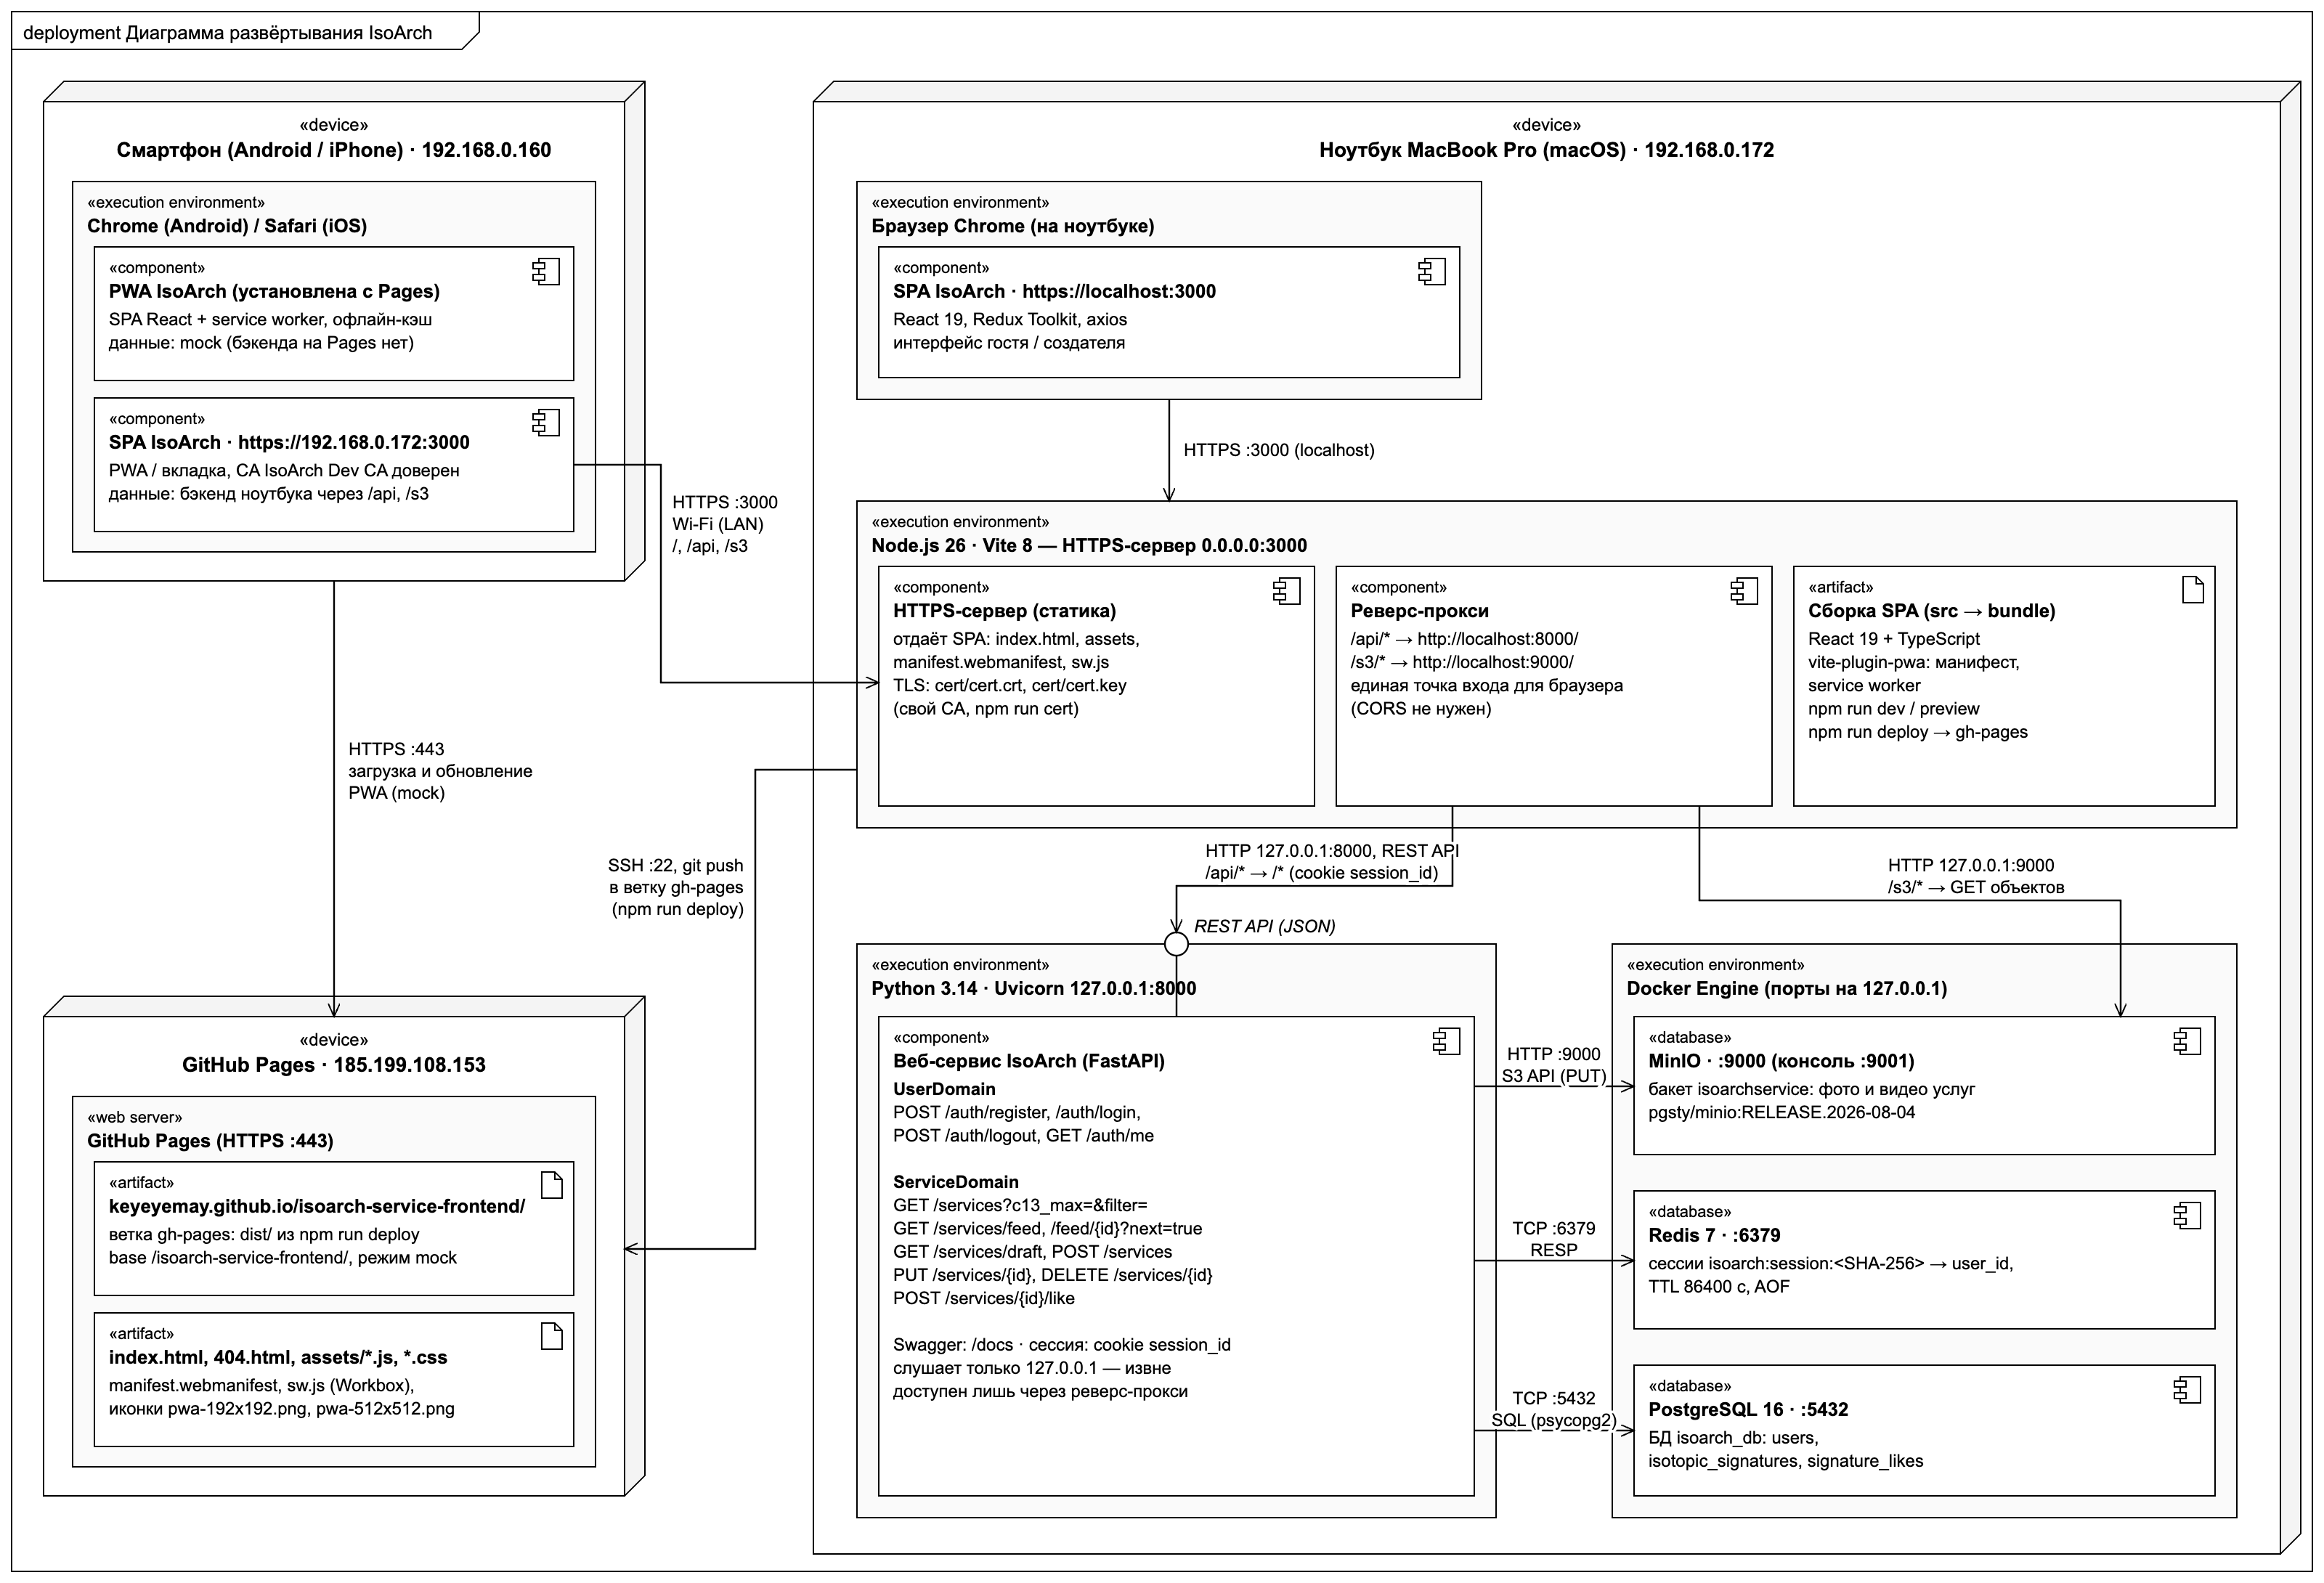 deployment Диаграмма развёртывания IsoArch
«device»
Смартфон (Android / iPhone) · 192.168.0.160
«execution environment»
Chrome (Android) / Safari (iOS)
«component»
PWA IsoArch (установлена с Pages)
SPA React + service worker, офлайн-кэш
данные: mock (бэкенда на Pages нет)
«component»
SPA IsoArch · https://192.168.0.172:3000
PWA / вкладка, CA IsoArch Dev CA доверен
данные: бэкенд ноутбука через /api, /s3
HTTPS :3000
Wi-Fi (LAN)
/, /api, /s3
HTTPS :443
загрузка и обновление
PWA (mock)
SSH :22, git push
в ветку gh-pages
(npm run deploy)
«device»
GitHub Pages · 185.199.108.153
«web server»
GitHub Pages (HTTPS :443)
«artifact»
keyeyemay.github.io/isoarch-service-frontend/
ветка gh-pages: dist/ из npm run deploy
base /isoarch-service-frontend/, режим mock
«artifact»
index.html, 404.html, assets/*.js, *.css
manifest.webmanifest, sw.js (Workbox),
иконки pwa-192x192.png, pwa-512x512.png
«device»
Ноутбук MacBook Pro (macOS) · 192.168.0.172
«execution environment»
Браузер Chrome (на ноутбуке)
«component»
SPA IsoArch · https://localhost:3000
React 19, Redux Toolkit, axios
интерфейс гостя / создателя
HTTPS :3000 (localhost)
«execution environment»
Node.js 26 · Vite 8 — HTTPS-сервер 0.0.0.0:3000
«component»
HTTPS-сервер (статика)
отдаёт SPA: index.html, assets,
manifest.webmanifest, sw.js
TLS: cert/cert.crt, cert/cert.key
(свой CA, npm run cert)
«component»
Реверс-прокси
/api/* → http://localhost:8000/
/s3/* → http://localhost:9000/
единая точка входа для браузера
(CORS не нужен)
«artifact»
Сборка SPA (src → bundle)
React 19 + TypeScript
vite-plugin-pwa: манифест,
service worker
npm run dev / preview
npm run deploy → gh-pages
HTTP 127.0.0.1:8000, REST API
/api/* → /* (cookie session_id)
HTTP 127.0.0.1:9000
/s3/* → GET объектов
REST API (JSON)
«execution environment»
Python 3.14 · Uvicorn 127.0.0.1:8000
«component»
Веб-сервис IsoArch (FastAPI)
UserDomain
POST /auth/register, /auth/login,
POST /auth/logout, GET /auth/me
ServiceDomain
GET /services?c13_max=&filter=
GET /services/feed, /feed/{id}?next=true
GET /services/draft, POST /services
PUT /services/{id}, DELETE /services/{id}
POST /services/{id}/like
Swagger: /docs · сессия: cookie session_id
слушает только 127.0.0.1 — извне
доступен лишь через реверс-прокси
HTTP :9000
S3 API (PUT)
TCP :6379
RESP
TCP :5432
SQL (psycopg2)
«execution environment»
Docker Engine (порты на 127.0.0.1)
«database»
MinIO · :9000 (консоль :9001)
бакет isoarchservice: фото и видео услуг
pgsty/minio:RELEASE.2026-08-04
«database»
Redis 7 · :6379
сессии isoarch:session:<SHA-256> → user_id,
TTL 86400 с, AOF
«database»
PostgreSQL 16 · :5432
БД isoarch_db: users,
isotopic_signatures, signature_likes